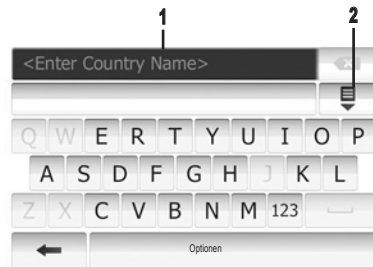 1 2
<Enter Country Name>
Q W E R T Y U I O P
A S D F G H J K L
Z X C V B N M 123
Optionen